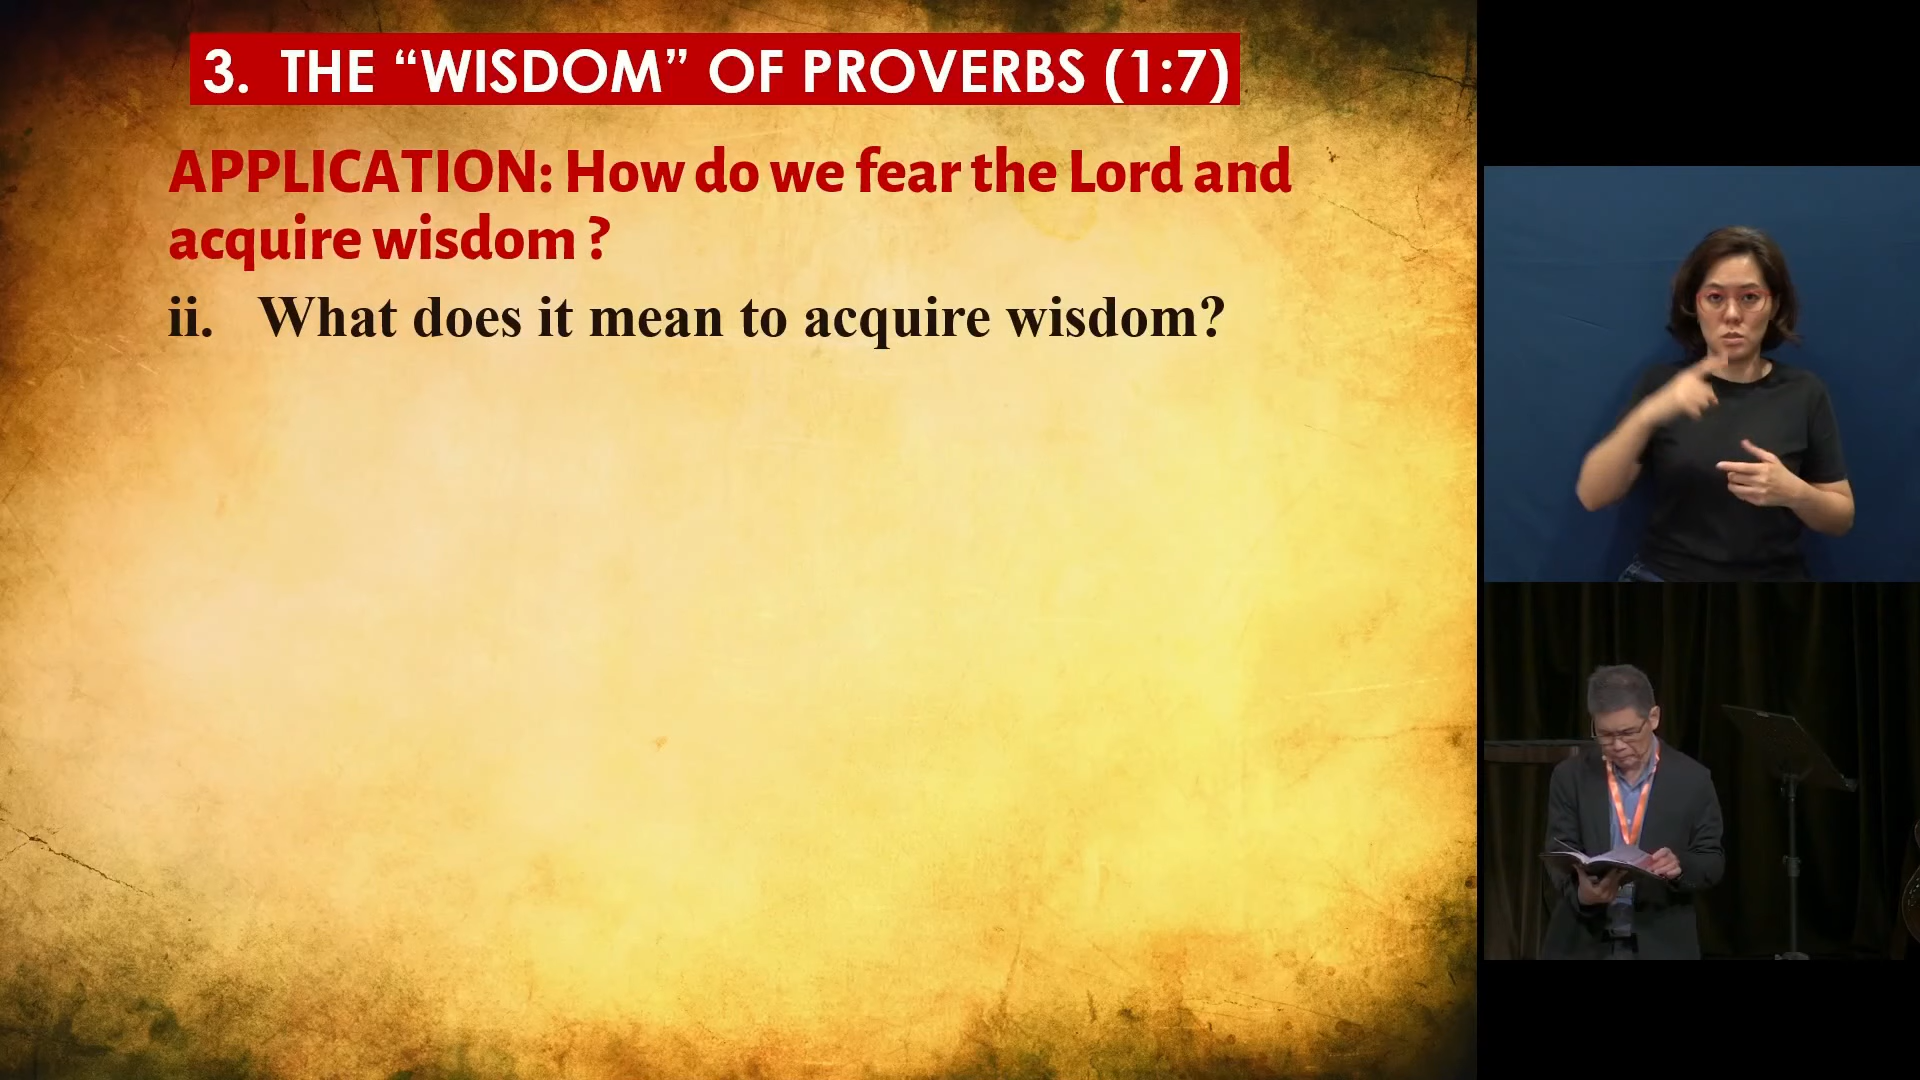 3. THE “WISDOM” OF PROVERBS (1:7)
APPLICATION: How do we fear the Lord and
acquire wisdom ?
ii. What does it mean to acquire wisdom?